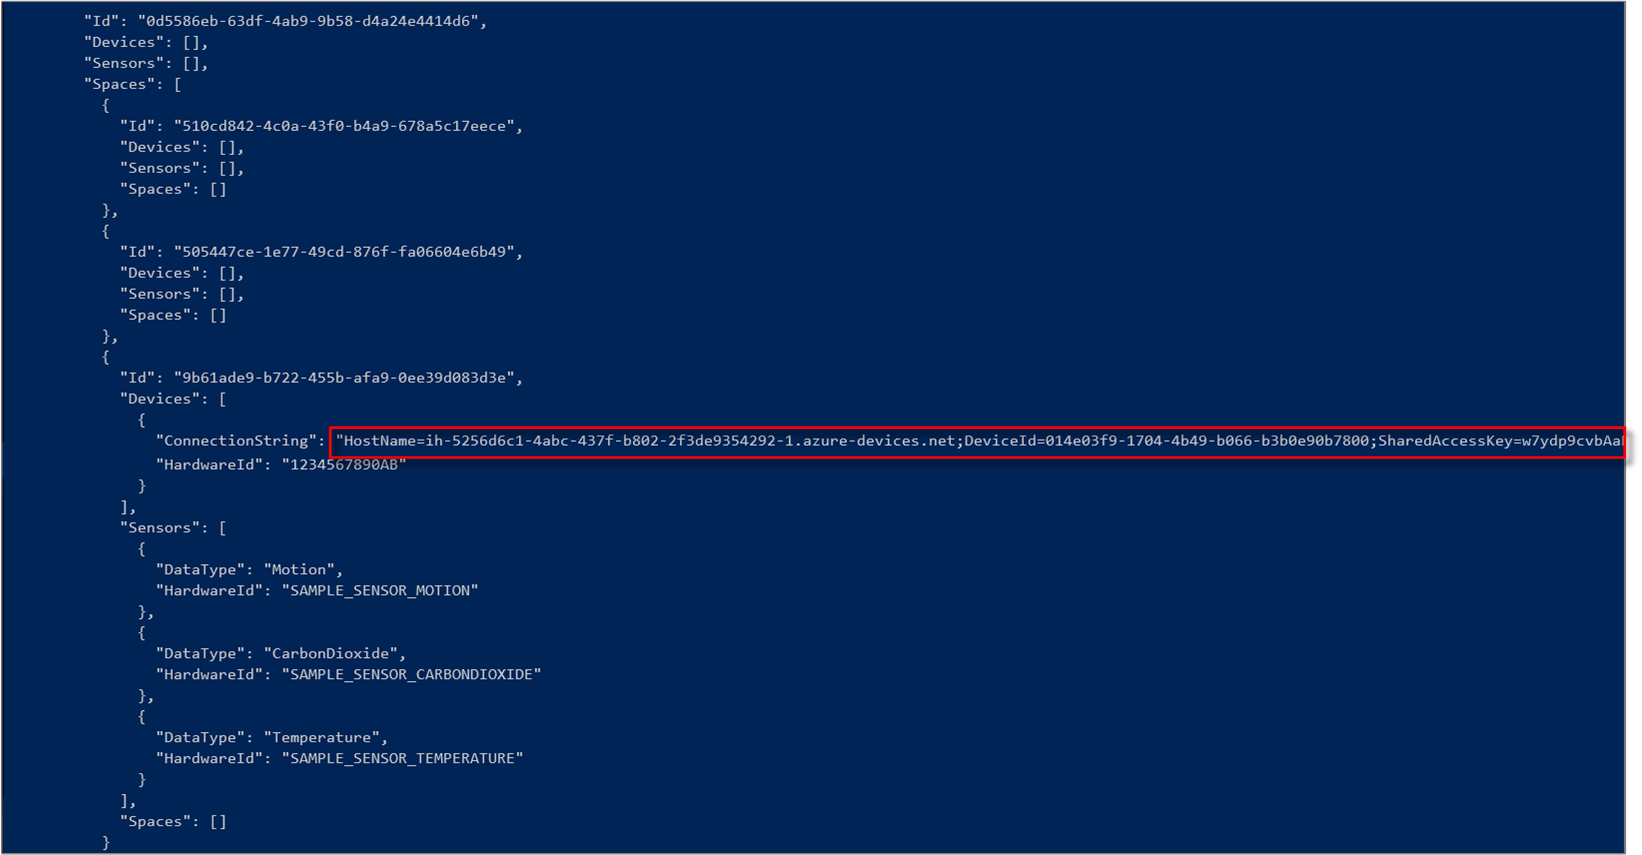 "Id": "0d5586eb-63df-4ab9-9b58-d4a24e4414d6",
"Devices": [],
"Sensors": [],
"Spaces": [
{
"Id": "510cd842-4c0a-43f0-b4a9-678a5c17eece",
"Devices": [],
"Sensors": [],
"Spaces": []
},
{
"Id": "505447ce-1e77-49cd-876f-fa06604e6b49",
"Devices": [],
"Sensors": [],
"Spaces": []
},
{
"Id": "9b61ade9-b722-455b-afa9-0ee39d083d3e",
"Devices": [
{
"ConnectionString": "HostName=ih-5256d6c1-4abc-437f-b802-2f3de9354292-1.azure-devices.net;DeviceId=014e03f9-1704-4b49-b066-b3b0e90b7800;SharedAccessKey=w7ydp9cvbAa
"HardwareId": "1234567890AB"
}
],
"Sensors": [
{
"DataType": "Motion",
"HardwareId": "SAMPLE_SENSOR_MOTION"
},
{
"DataType": "CarbonDioxide",
"HardwareId": "SAMPLE_SENSOR_CARBONDIOXIDE"
},
{
"DataType": "Temperature",
"HardwareId": "SAMPLE_SENSOR_TEMPERATURE"
}
],
"Spaces": []
}